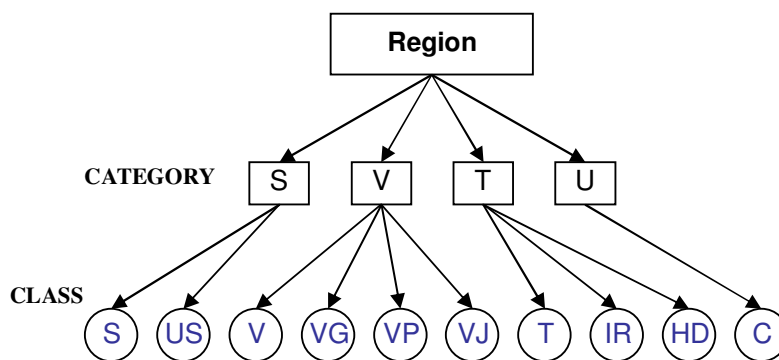 Region
CATEGORY S V T U
CLASS
S US V VG VP VJ T IR HD C